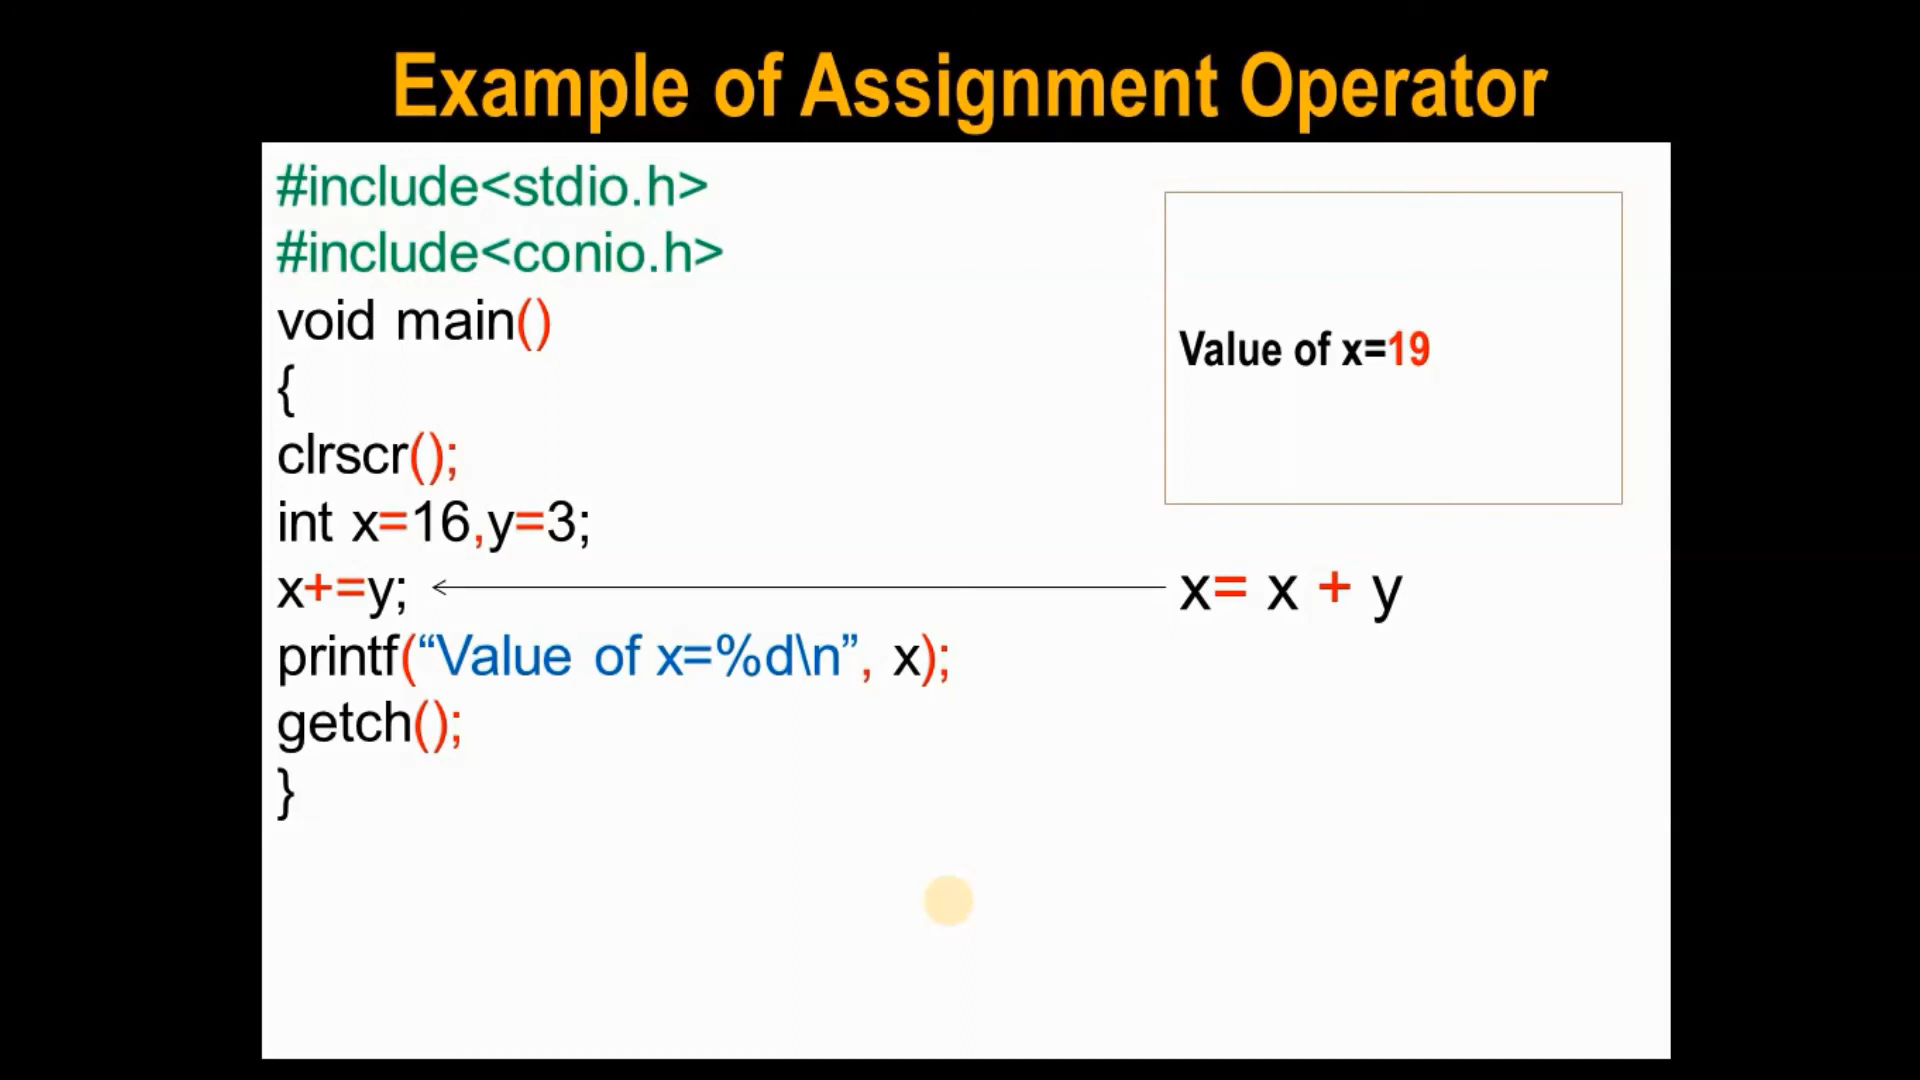 Example of Assignment Operator
#include<stdio.h>
#include<conio.h>
void main()
{
clrscr();
int x=16,y=3;
x+=y;
printf(“Value of x=%d\n”, x);
getch();
}
Value of x=19
x= x + y